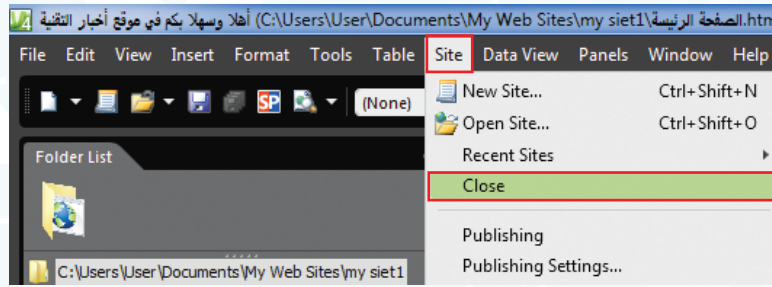 أهلا وسهلا بكم في موقع أخبار التقنية (C:\Users\User\Documents\My Web Sites\my siet1\الصفحة الرئيسة.htm
File Edit View Insert Format Tools Table Site Data View Panels Window Help
(None)
New Site... Ctrl+Shift+N
Open Site... Ctrl+Shift+O
Recent Sites
Close
Publishing
Publishing Settings...
Folder List
C:\Users\User\Documents\My Web Sites\my siet1